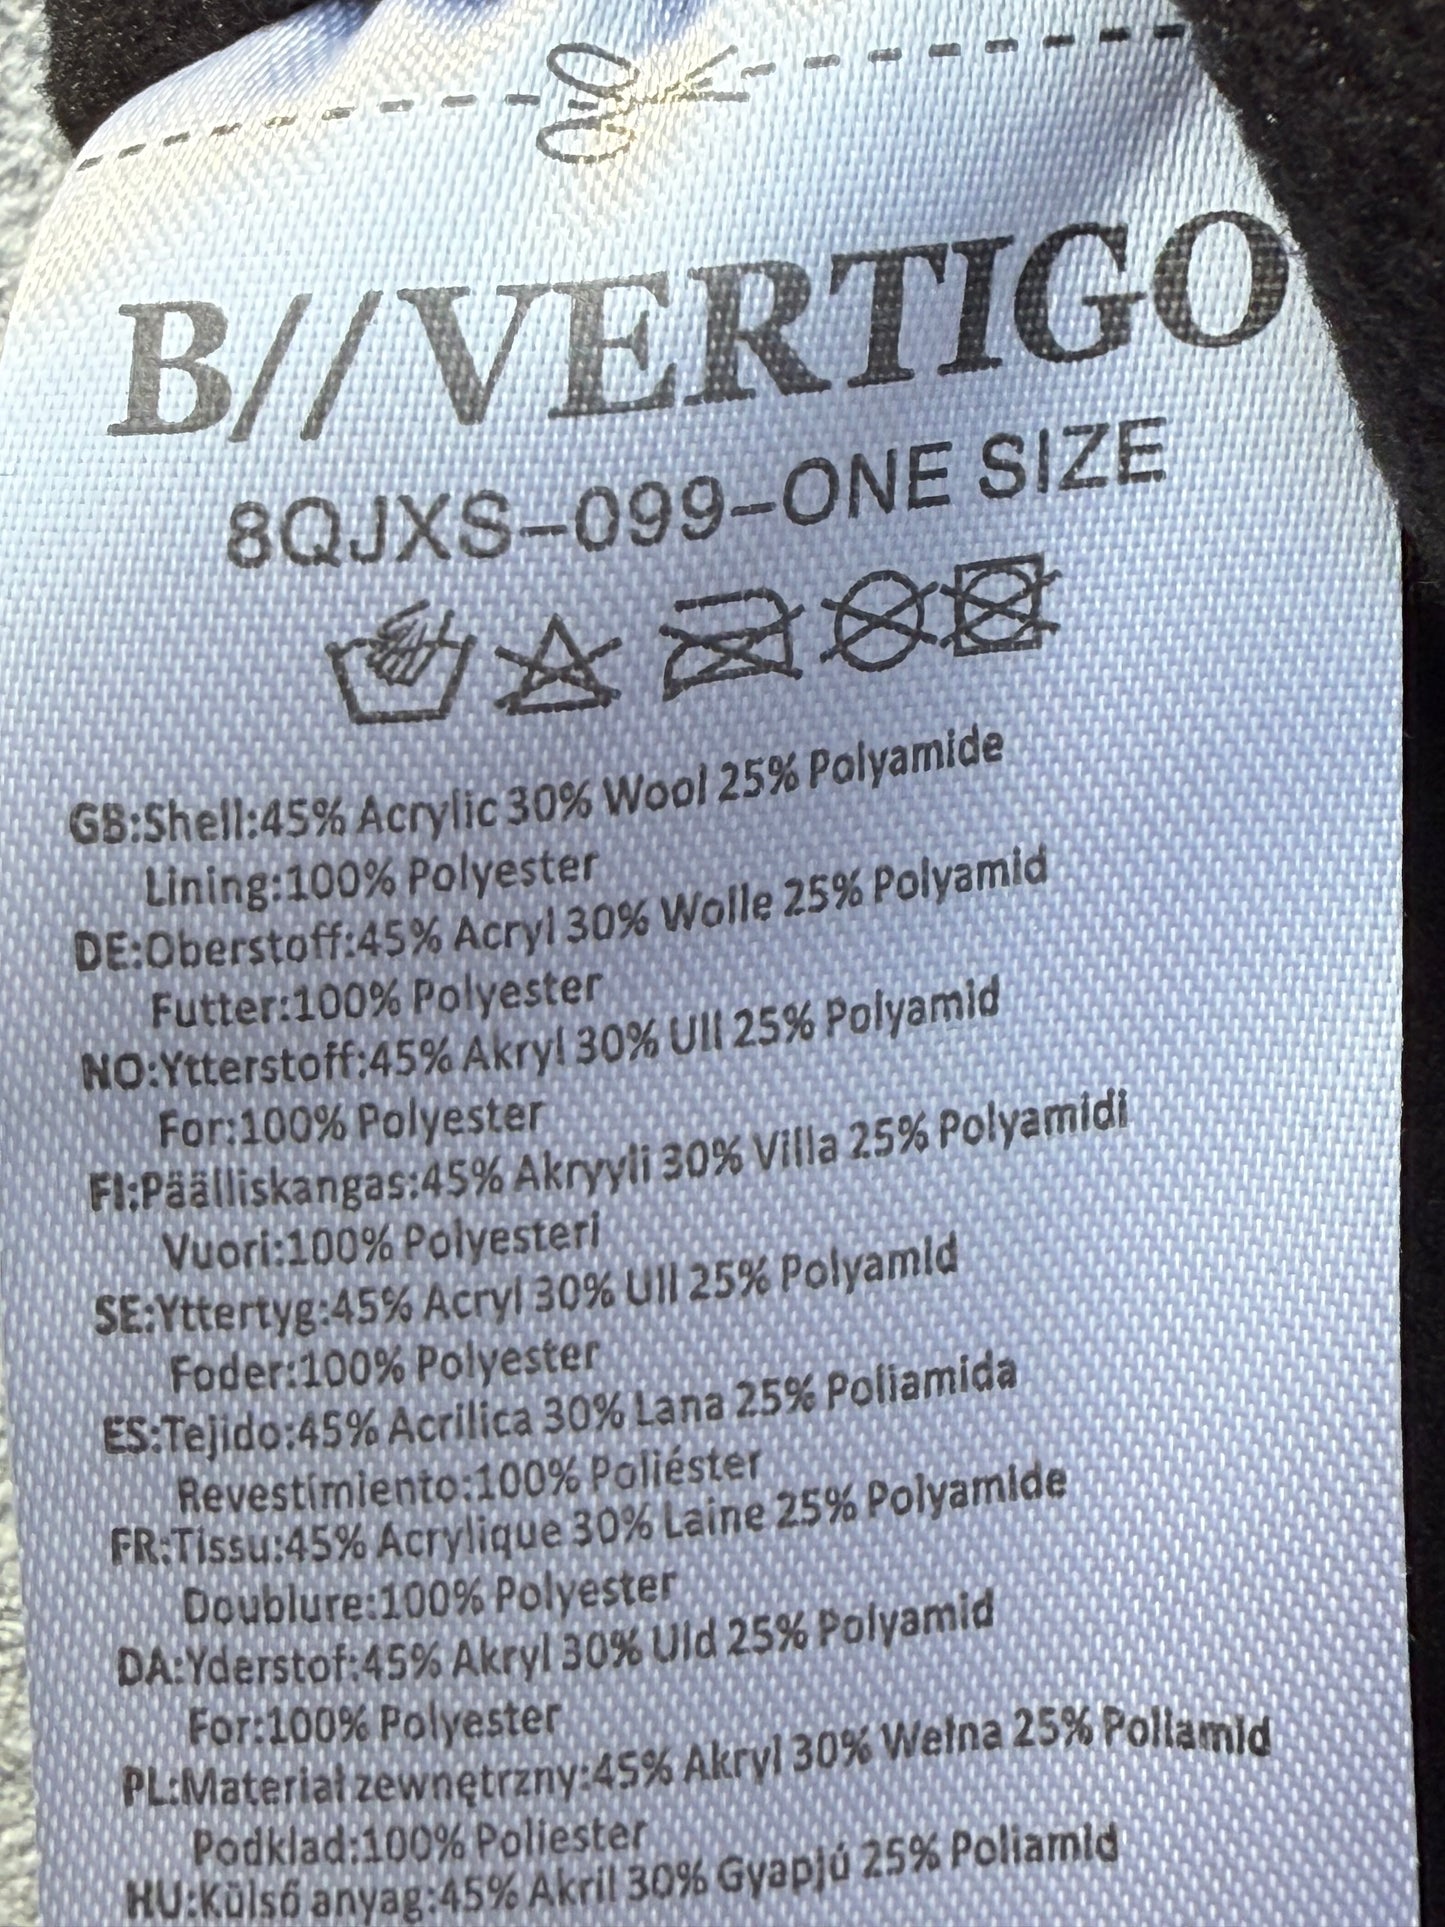 B//VERTIGO
8QJXS-099-ONE SIZE
GB:Shell:45% Acrylic 30% Wool 25% Polyamide
Lining:100% Polyester
DE:Oberstoff:45% Acryl 30% Wolle 25% Polyamid
Futter:100% Polyester
NO:Ytterstoff:45% Akryl 30% Ull 25% Polyamid
For:100% Polyester
FI:Päälliskangas:45% Akryyli 30% Villa 25% Polyamidi
Vuori:100% Polyesteri
SE:Yttertyg:45% Acryl 30% Ull 25% Polyamid
Foder:100% Polyester
ES:Tejido:45% Acrilica 30% Lana 25% Poliamida
Revestimiento:100% Poliéster
FR:Tissu:45% Acrylique 30% Laine 25% Polyamide
Doublure:100% Polyester
DA:Yderstof:45% Akryl 30% Uld 25% Polyamid
For:100% Polyester
PL:Materiał zewnętrzny:45% Akryl 30% Wełna 25% Poliamid
Podklad:100% Poliester
HU:Külső anyag:45% Akril 30% Gyapjú 25% Poliamid